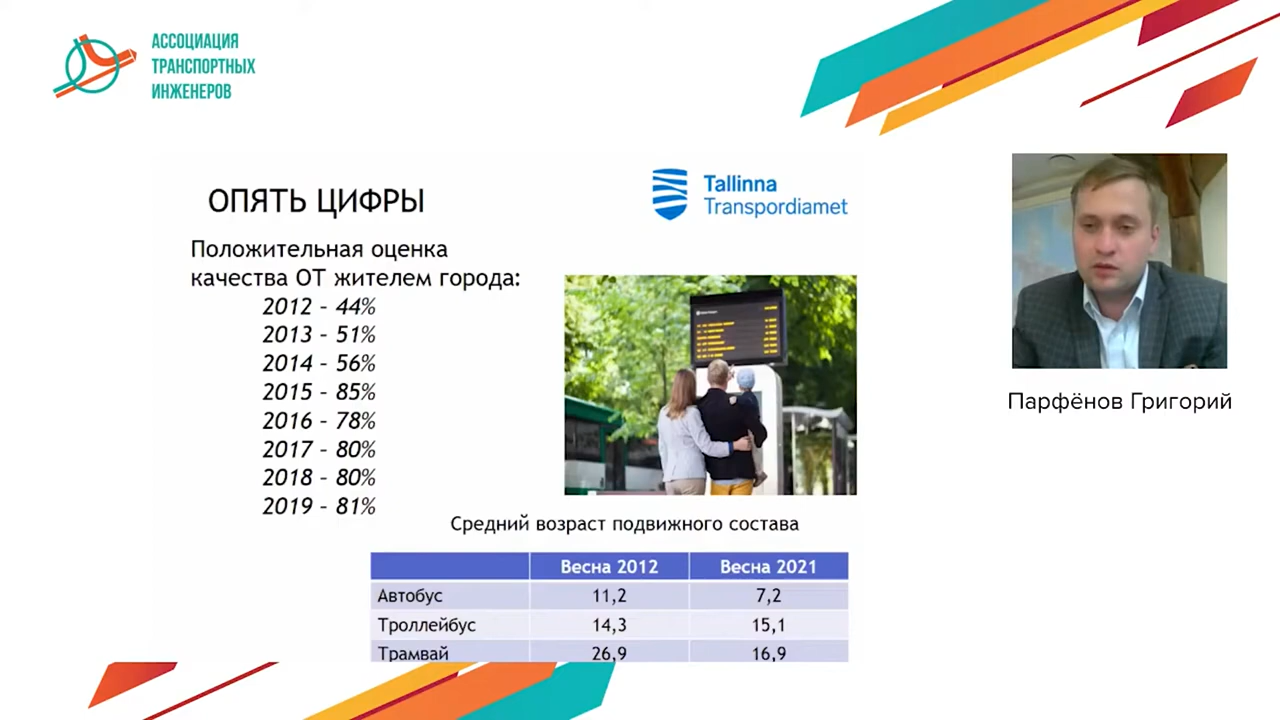 АССОЦИАЦИЯ
ТРАНСПОРТНЫХ
ИНЖЕНЕРОВ
ОПЯТЬ ЦИФРЫ
Tallinna
Transpordiamet
Положительная оценка
качества ОТ жителем города:
2012 - 44%
2013 - 51%
2014 - 56%
2015 - 85%
2016 - 78%
2017 - 80%
2018 - 80%
2019 - 81%
Парфёнов Григорий
Средний возраст подвижного состава
Весна 2012 Весна 2021
Автобус 11,2 7,2
Троллейбус 14,3 15,1
Трамвай 26,9 16,9